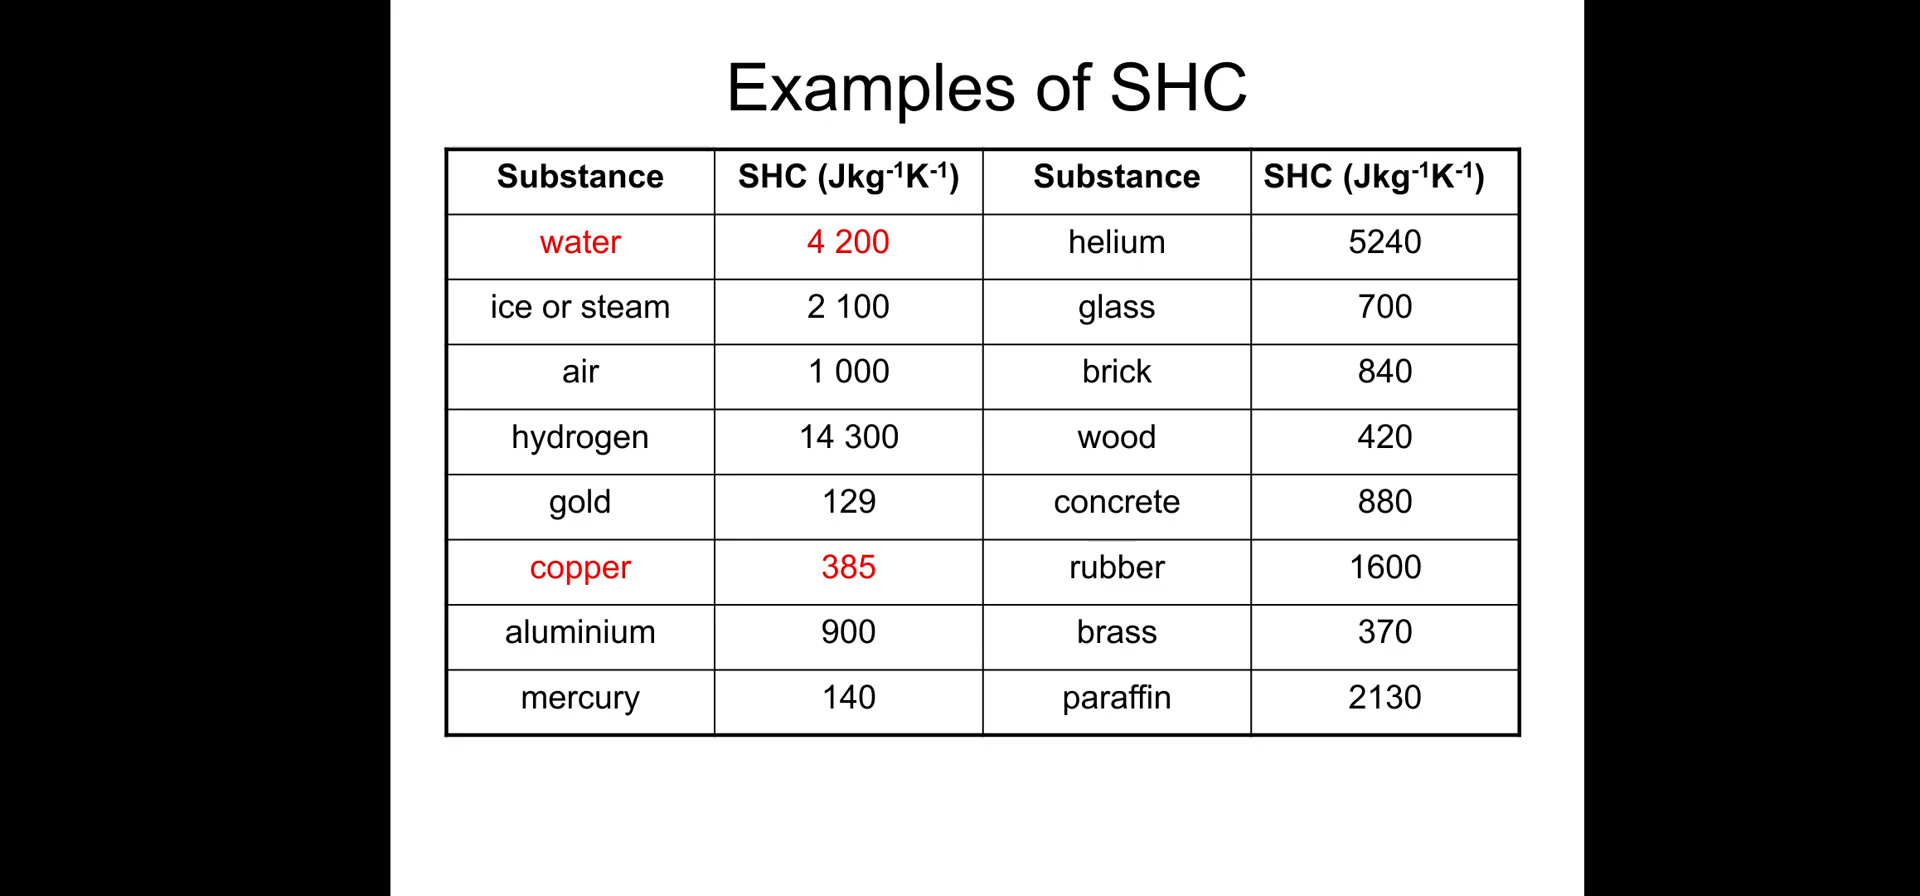 Examples of SHC
Substance SHC (Jkg⁻¹K⁻¹) Substance SHC (Jkg⁻¹K⁻¹)
water 4 200 helium 5240
ice or steam 2 100 glass 700
air 1 000 brick 840
hydrogen 14 300 wood 420
gold 129 concrete 880
copper 385 rubber 1600
aluminium 900 brass 370
mercury 140 paraffin 2130